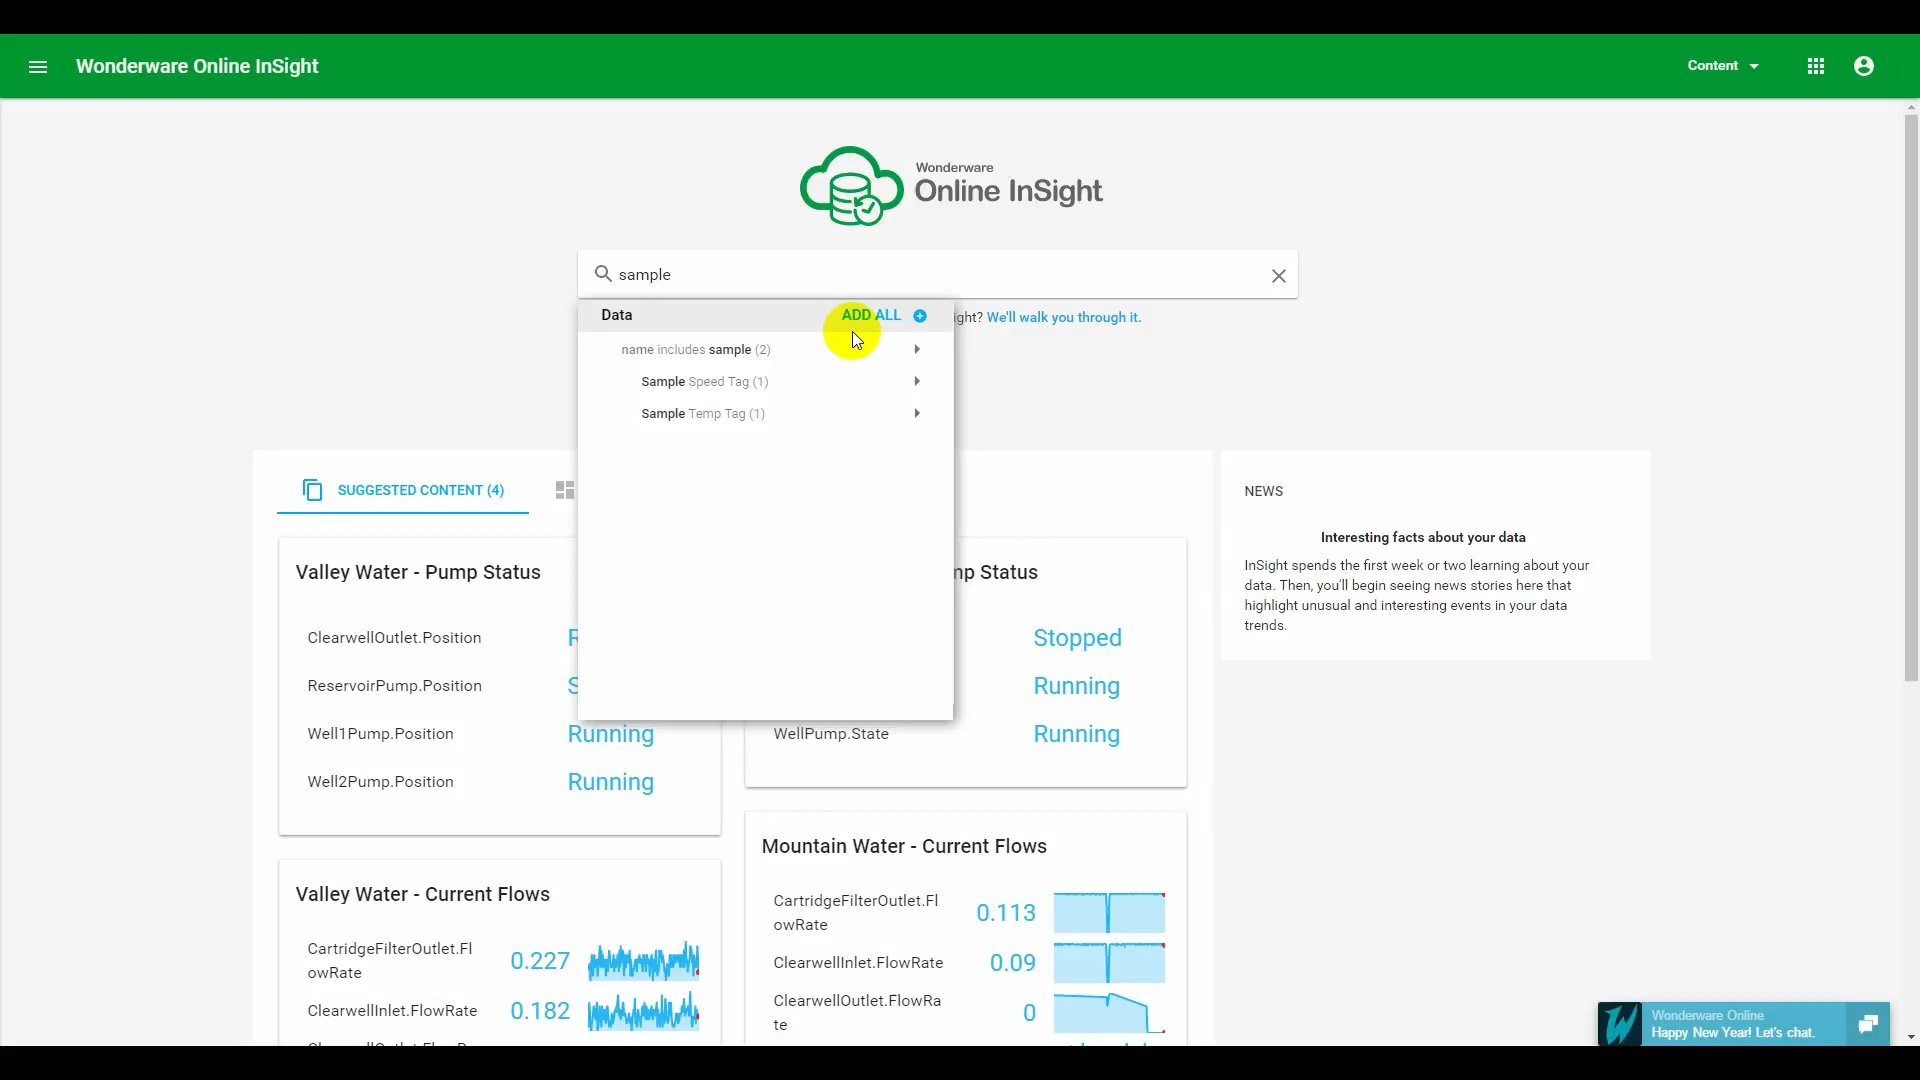 Wonderware Online InSight
Content
Wonderware
Online InSight
sample
Data ADD ALL
ight? We'll walk you through it.
name includes sample (2)
Sample Speed Tag (1)
Sample Temp Tag (1)
SUGGESTED CONTENT (4)
NEWS
Interesting facts about your data
InSight spends the first week or two learning about your
data. Then, you'll begin seeing news stories here that
highlight unusual and interesting events in your data
trends.
Valley Water - Pump Status
ClearwellOutlet.Position R
ReservoirPump.Position S
Well1Pump.Position Running
Well2Pump.Position Running
mp Status
Stopped
Running
WellPump.State Running
Valley Water - Current Flows
CartridgeFilterOutlet.Fl
owRate 0.227
ClearwellInlet.FlowRate 0.182
Mountain Water - Current Flows
CartridgeFilterOutlet.Fl
owRate 0.113
ClearwellInlet.FlowRate 0.09
ClearwellOutlet.FlowRa
te 0
Wonderware Online
Happy New Year! Let's chat.